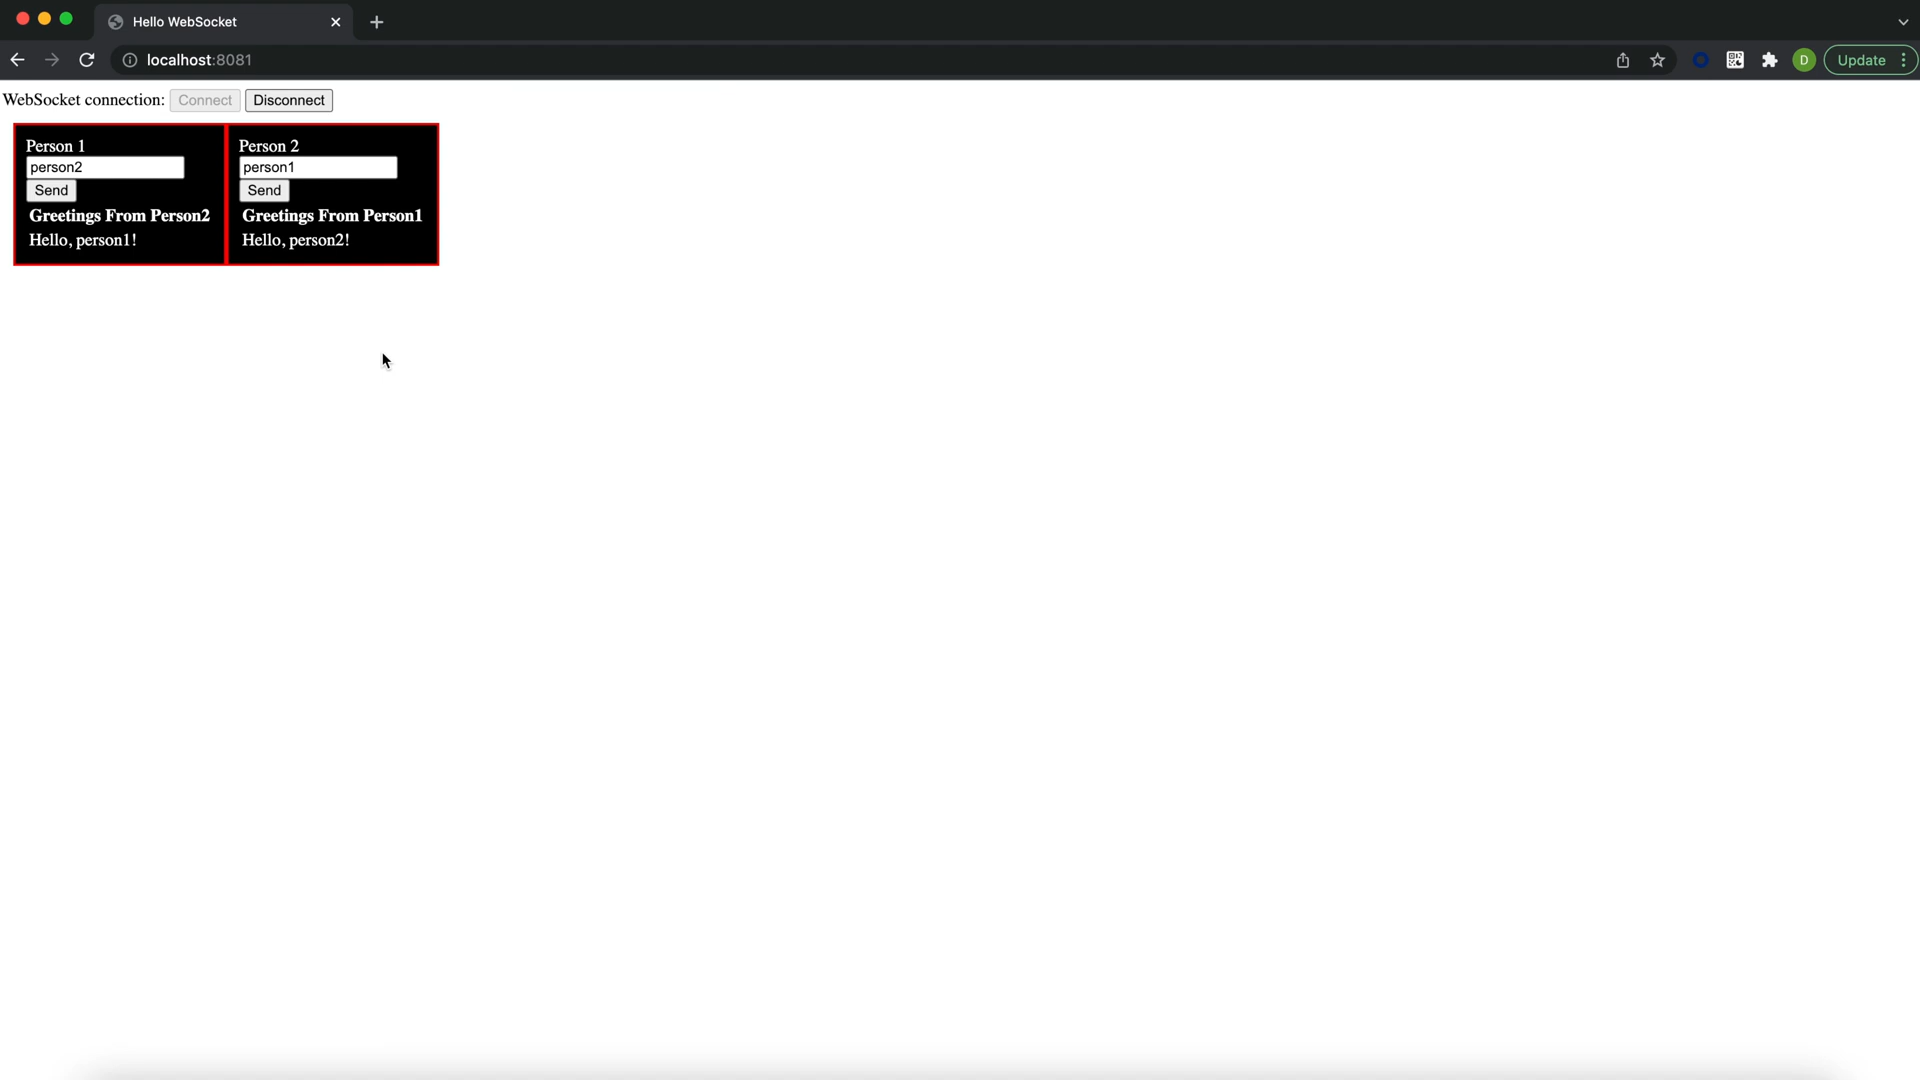 Hello WebSocket
localhost:8081
D
Update
WebSocket connection: Connect Disconnect
Person 1
person2
Send
Greetings From Person2
Hello, person1!
Person 2
person1
Send
Greetings From Person1
Hello, person2!